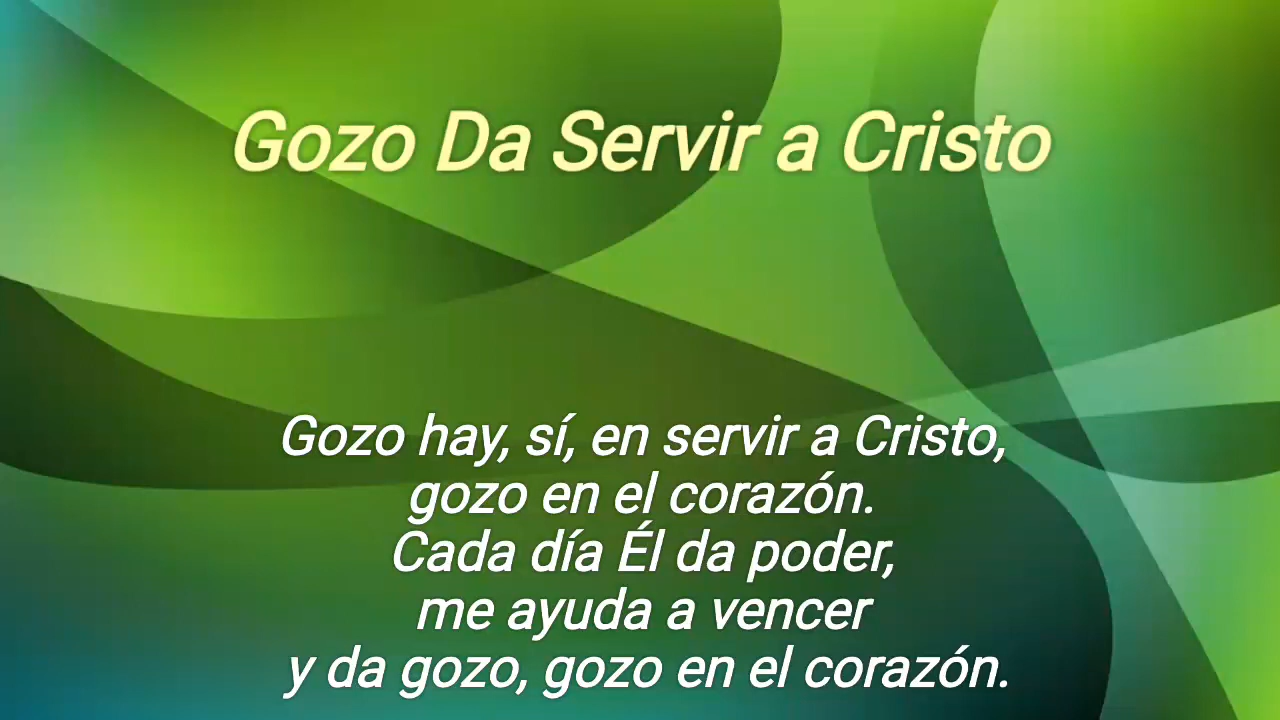 Gozo Da Servir a Cristo
Gozo hay, sí, en servir a Cristo,
gozo en el corazón.
Cada día Él da poder,
me ayuda a vencer
y da gozo, gozo en el corazón.